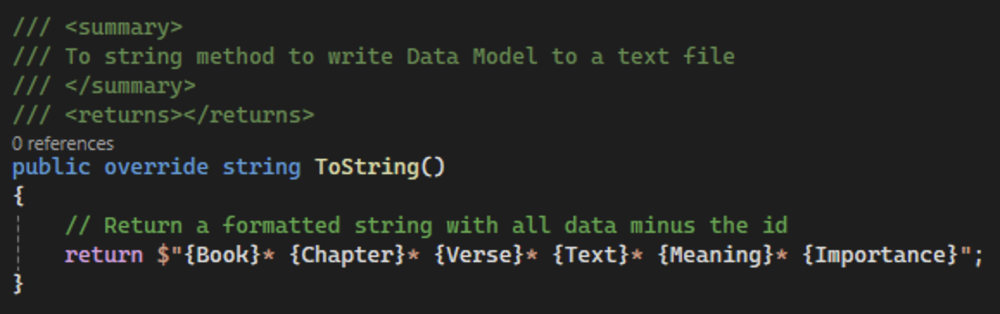 /// <summary>
/// To string method to write Data Model to a text file
/// </summary>
/// <returns></returns>
0 references
public override string ToString()
{
// Return a formatted string with all data minus the id
return $"{Book}* {Chapter}* {Verse}* {Text}* {Meaning}* {Importance}";
}